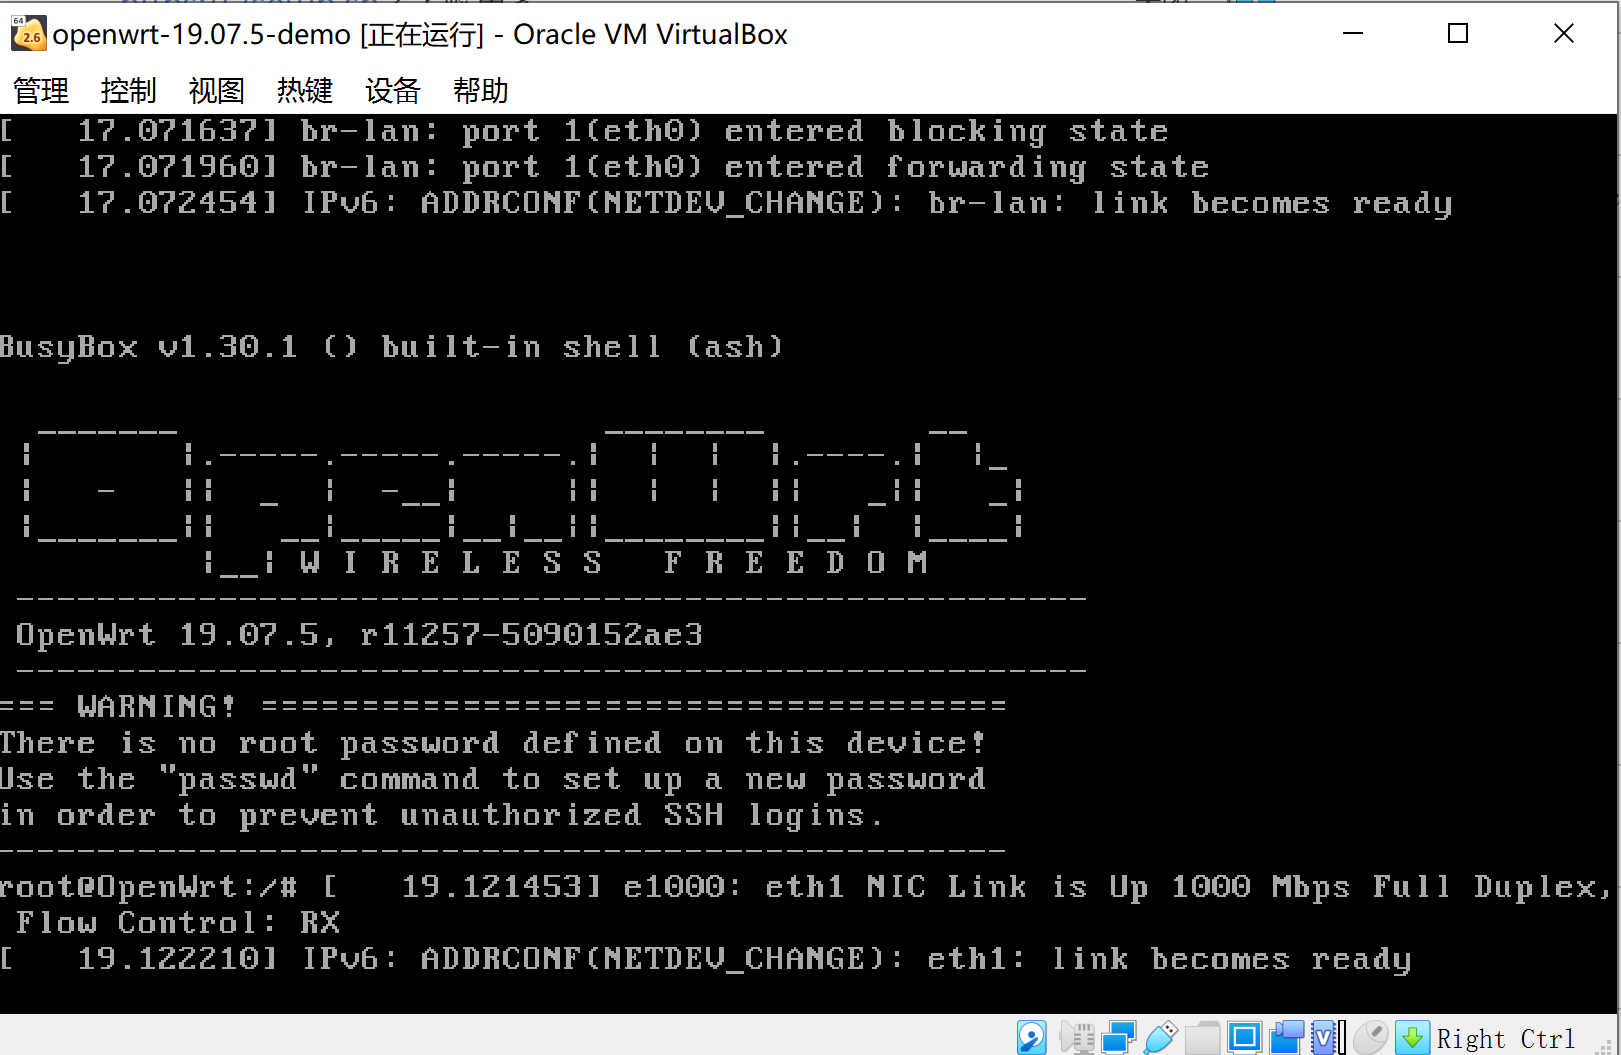 openwrt-19.07.5-demo [正在运行] - Oracle VM VirtualBox
管理 控制 视图 热键 设备 帮助
[   17.071637] br-lan: port 1(eth0) entered blocking state
[   17.071960] br-lan: port 1(eth0) entered forwarding state
[   17.072454] IPv6: ADDRCONF(NETDEV_CHANGE): br-lan: link becomes ready
BusyBox v1.30.1 () built-in shell (ash)
OpenWrt
W I R E L E S S   F R E E D O M
-----------------------------------------------------
OpenWrt 19.07.5, r11257-5090152ae3
-----------------------------------------------------
=== WARNING! =====================================
There is no root password defined on this device!
Use the "passwd" command to set up a new password
in order to prevent unauthorized SSH logins.
--------------------------------------------------
root@OpenWrt:/# [   19.121453] e1000: eth1 NIC Link is Up 1000 Mbps Full Duplex,
Flow Control: RX
[   19.122210] IPv6: ADDRCONF(NETDEV_CHANGE): eth1: link becomes ready
Right Ctrl